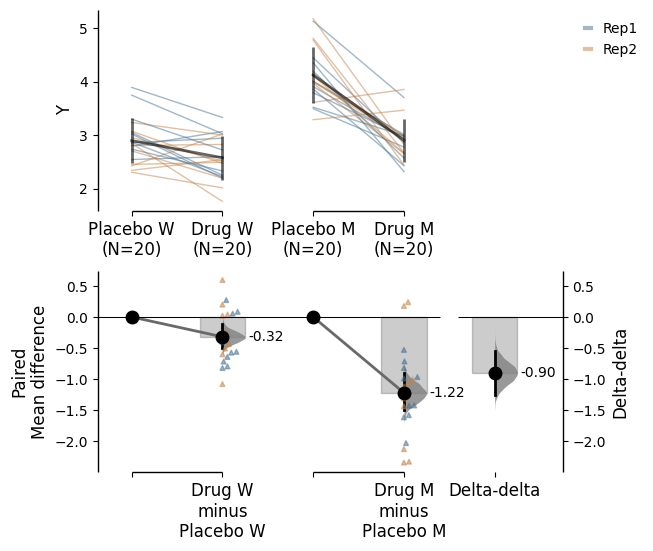 5
4
3
2
Y
Rep1
Rep2
Placebo W
(N=20)
Drug W
(N=20)
Placebo M
(N=20)
Drug M
(N=20)
0.5
0.0
−0.5
−1.0
−1.5
−2.0
Paired
Mean difference
-0.32
-1.22
-0.90
0.5
0.0
−0.5
−1.0
−1.5
−2.0
Delta-delta
Drug W
minus
Placebo W
Drug M
minus
Placebo M
Delta-delta